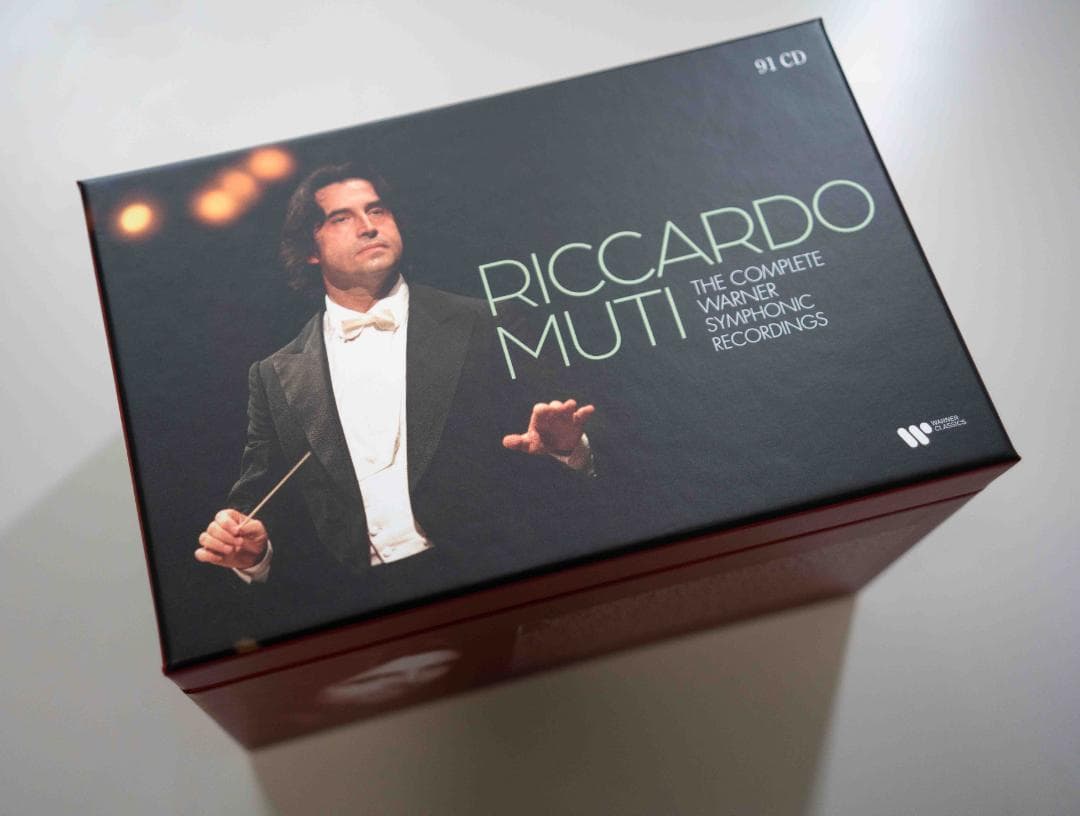 91 CD
RICCARDO
MUTI
THE COMPLETE
WARNER
SYMPHONIC
RECORDINGS
WARNER
CLASSICS